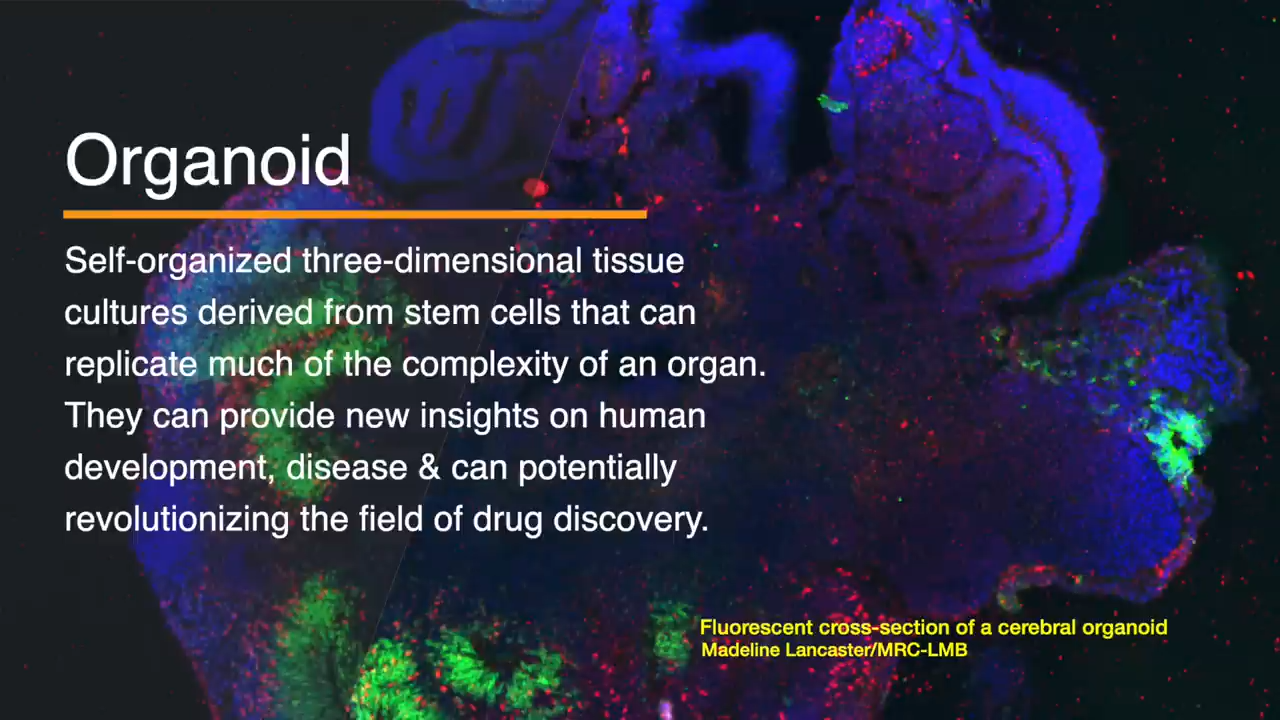 Organoid
Self-organized three-dimensional tissue
cultures derived from stem cells that can
replicate much of the complexity of an organ.
They can provide new insights on human
development, disease & can potentially
revolutionizing the field of drug discovery.
Fluorescent cross-section of a cerebral organoid
Madeline Lancaster/MRC-LMB